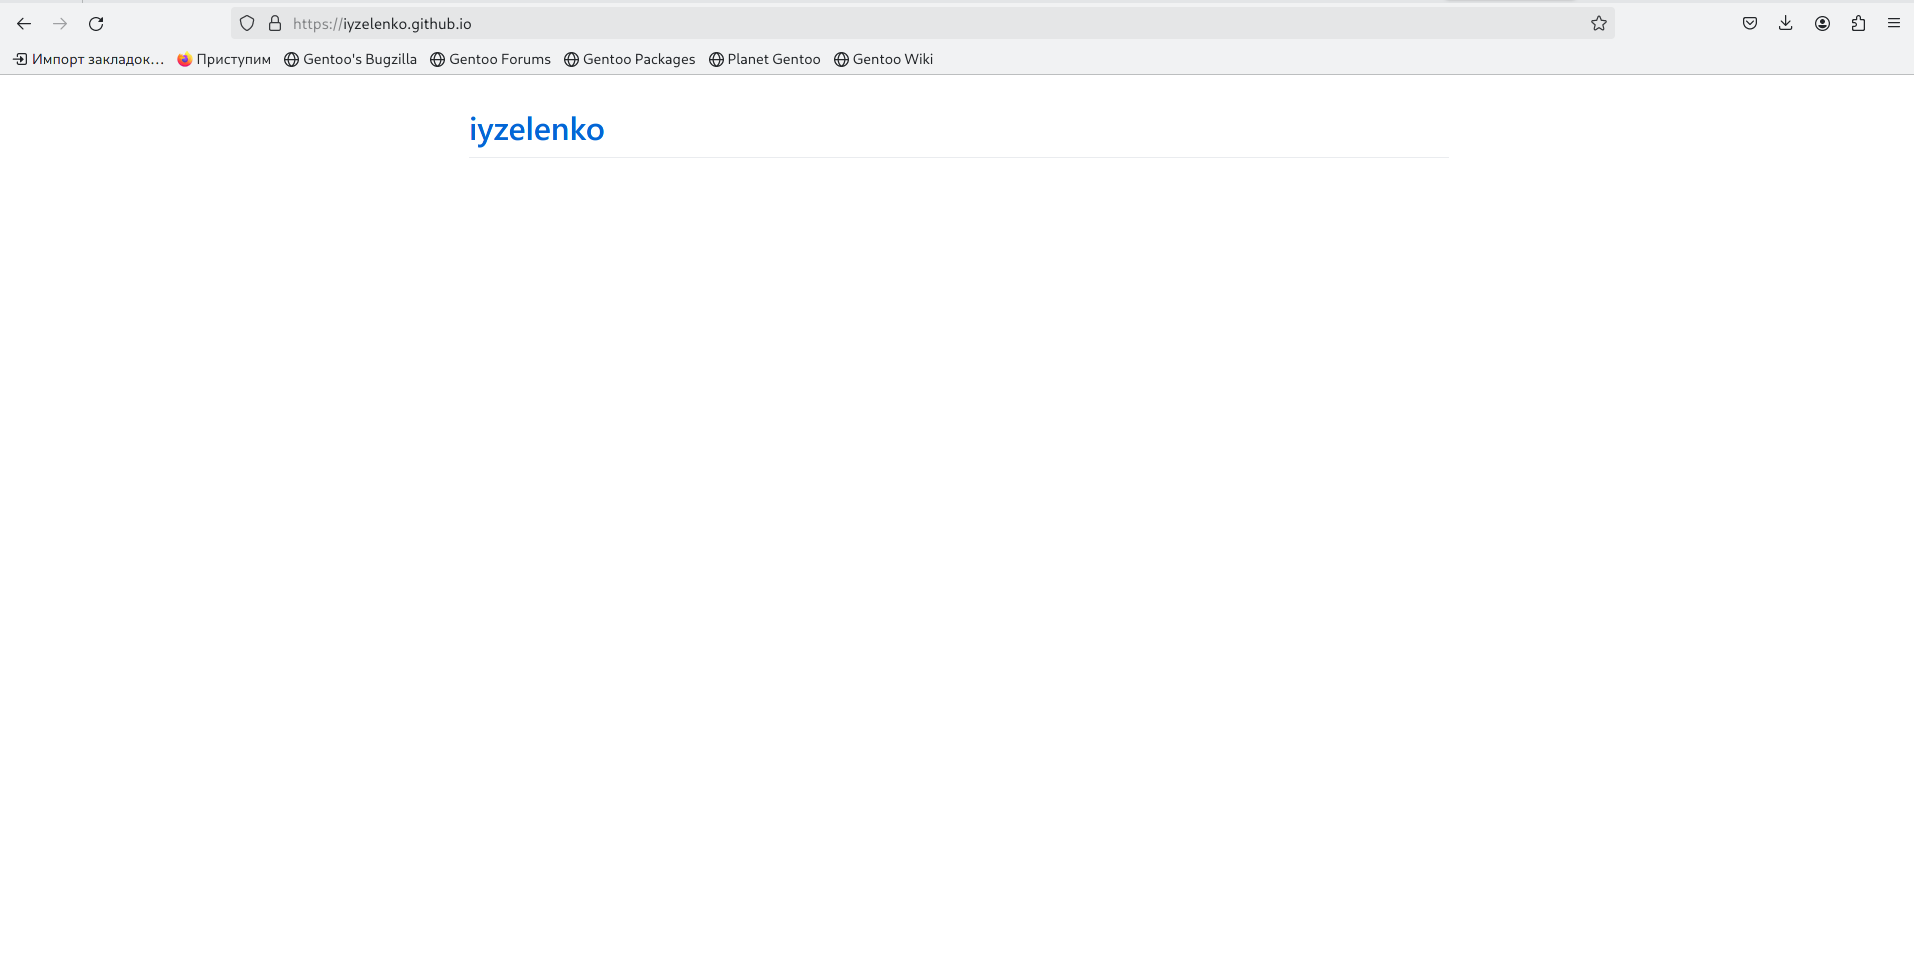 https://iyzelenko.github.io
Импорт закладок... Приступим Gentoo's Bugzilla Gentoo Forums Gentoo Packages Planet Gentoo Gentoo Wiki
iyzelenko